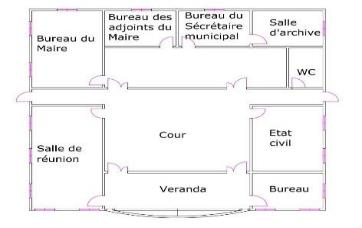 Bureau du
Maire
Bureau des
adjoints du
Maire
Bureau du
Sécrétaire
municipal
Salle
d'archive
WC
Salle de
réunion
Cour
Etat
civil
Veranda
Bureau